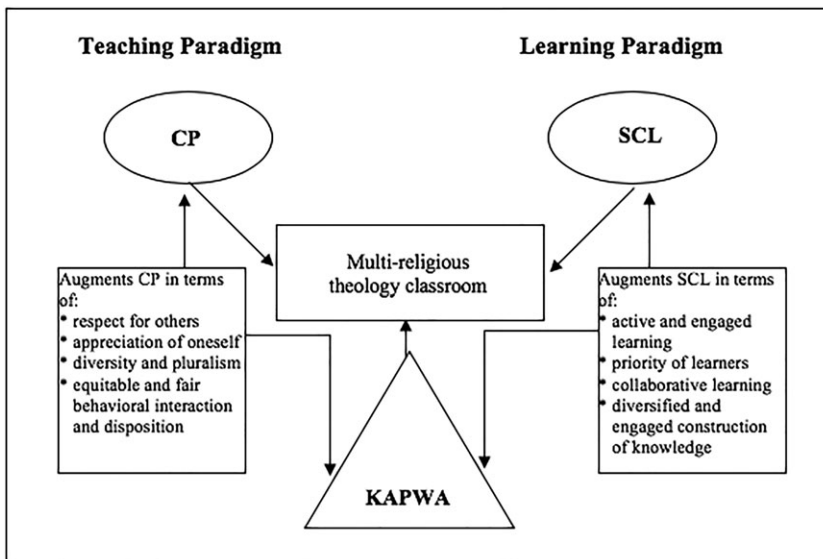 Teaching Paradigm
Learning Paradigm
CP
SCL
Multi-religious
theology classroom
Augments CP in terms
of:
* respect for others
* appreciation of oneself
* diversity and pluralism
* equitable and fair
behavioral interaction
and disposition
Augments SCL in terms
of:
* active and engaged
learning
* priority of learners
* collaborative learning
* diversified and
engaged construction
of knowledge
KAPWA